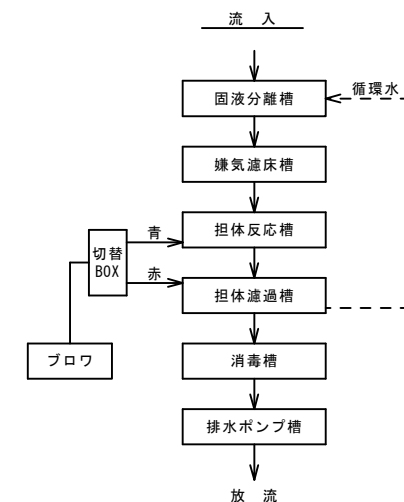 流 入
循環水
固液分離槽
嫌気濾床槽
担体反応槽
青
切替
BOX
赤
担体濾過槽
ブロワ
消毒槽
排水ポンプ槽
放 流